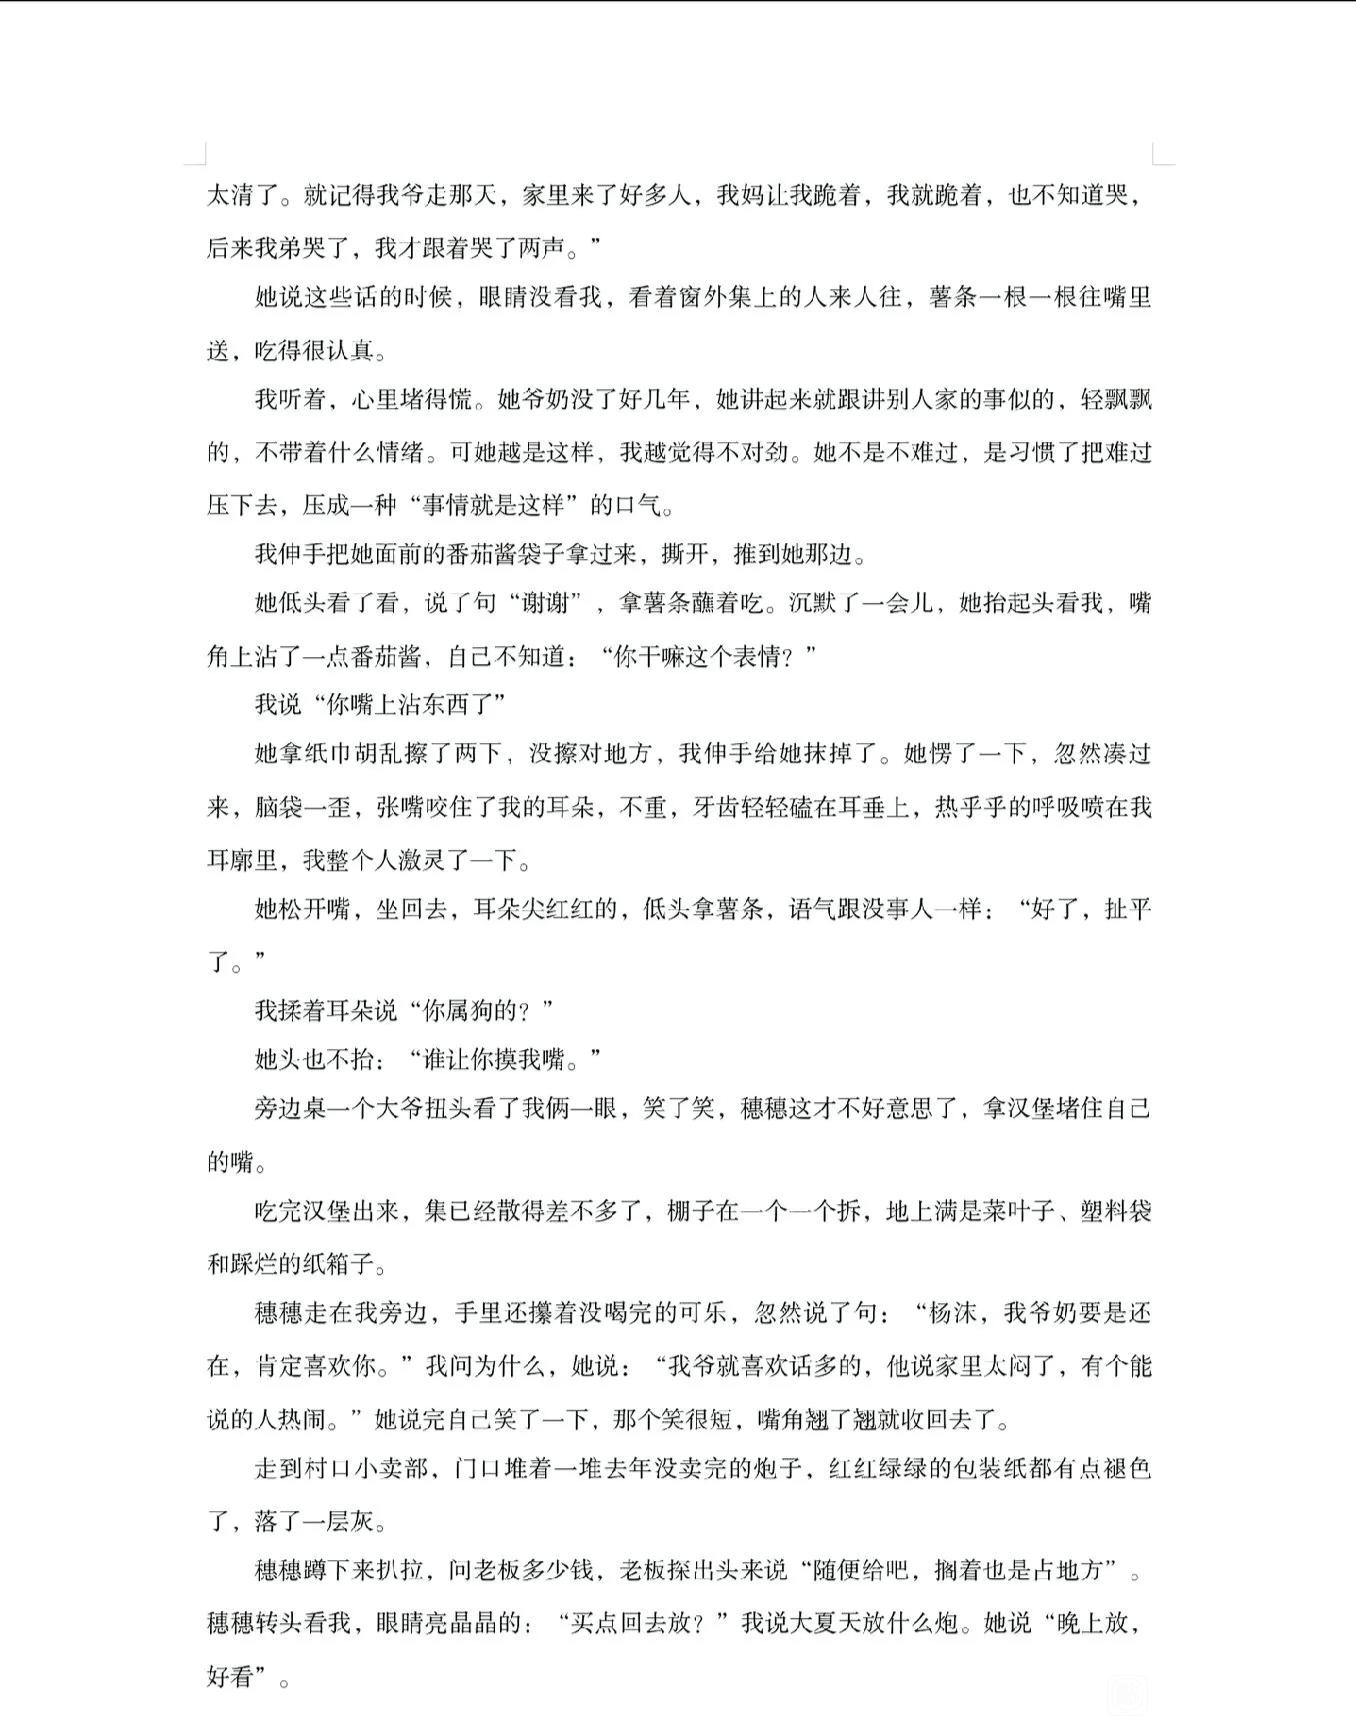 太清了。就记得我爷走那天，家里来了好多人，我妈让我跪着，我就跪着，也不知道哭，
后来我弟哭了，我才跟着哭了两声。”
她说这些话的时候，眼睛没看我，看着窗外集上的人来人往，薯条一根一根往嘴里
送，吃得很认真。
我听着，心里堵得慌。她爷奶没了好几年，她讲起来就跟讲别人家的事似的，轻飘飘
的，不带着什么情绪。可她越是这样，我越觉得不对劲。她不是不难过，是习惯了把难过
压下去，压成一种“事情就是这样”的口气。
我伸手把她面前的番茄酱袋子拿过来，撕开，推到她那边。
她低头看了看，说了句“谢谢”，拿薯条蘸着吃。沉默了一会儿，她抬起头看我，嘴
角上沾了一点番茄酱，自己不知道：“你干嘛这个表情？”
我说“你嘴上沾东西了”
她拿纸巾胡乱擦了两下，没擦对地方，我伸手给她抹掉了。她愣了一下，忽然凑过
来，脑袋一歪，张嘴咬住了我的耳朵，不重，牙齿轻轻磕在耳垂上，热乎乎的呼吸喷在我
耳廓里，我整个人激灵了一下。
她松开嘴，坐回去，耳朵尖红红的，低头拿薯条，语气跟没事人一样：“好了，扯平
了。”
我揉着耳朵说“你属狗的？”
她头也不抬：“谁让你摸我嘴。”
旁边桌一个大爷扭头看了我俩一眼，笑了笑，穗穗这才不好意思了，拿汉堡堵住自己
的嘴。
吃完汉堡出来，集已经散得差不多了，棚子在一个一个拆，地上满是菜叶子、塑料袋
和踩烂的纸箱子。
穗穗走在我旁边，手里还攥着没喝完的可乐，忽然说了句：“杨沫，我爷奶要是还
在，肯定喜欢你。”我问为什么，她说：“我爷就喜欢话多的，他说家里太闷了，有个能
说的人热闹。”她说完自己笑了一下，那个笑很短，嘴角翘了翘就收回去了。
走到村口小卖部，门口堆着一堆去年没卖完的炮子，红红绿绿的包装纸都有点褪色
了，落了一层灰。
穗穗蹲下来扒拉，问老板多少钱，老板探出头来说“随便给吧，搁着也是占地方”。
穗穗转头看我，眼睛亮晶晶的：“买点回去放？”我说大夏天放什么炮。她说“晚上放，
好看”。